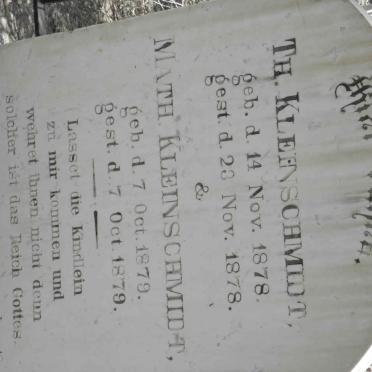 TH. KLEINSCHMIDT,
geb. d. 14 Nov. 1878.
gest. d. 28 Nov. 1878.
&
MATH. KLEINSCHMIDT,
geb. d. 7 Oct. 1879.
gest. d. 7 Oct. 1879.
Lasset die Kindlein
zu mir kommen und
wehret ihnen nicht denn
solcher ist das Reich Gottes.